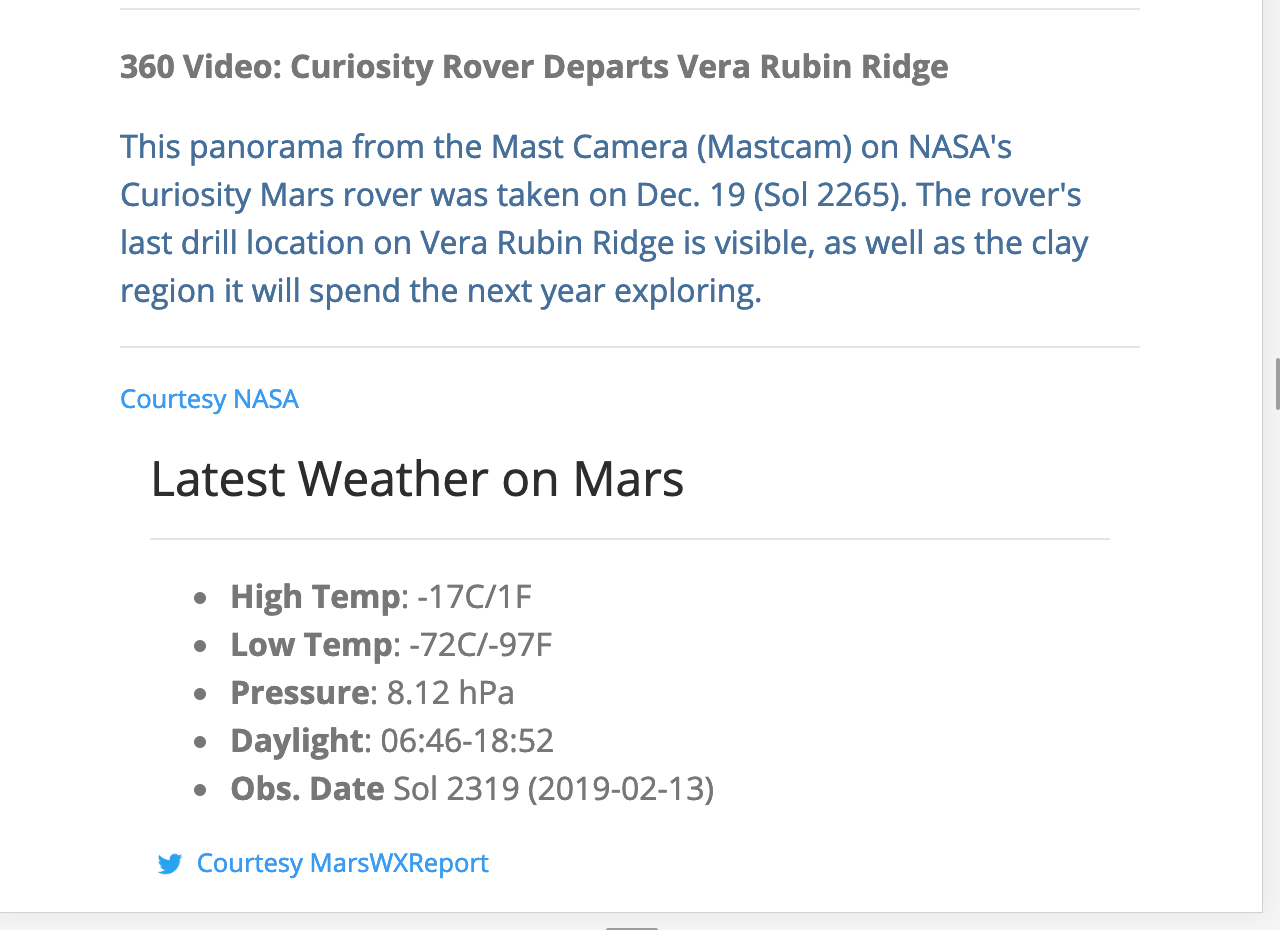 360 Video: Curiosity Rover Departs Vera Rubin Ridge
This panorama from the Mast Camera (Mastcam) on NASA's
Curiosity Mars rover was taken on Dec. 19 (Sol 2265). The rover's
last drill location on Vera Rubin Ridge is visible, as well as the clay
region it will spend the next year exploring.
Courtesy NASA
Latest Weather on Mars
• High Temp: -17C/1F
• Low Temp: -72C/-97F
• Pressure: 8.12 hPa
• Daylight: 06:46-18:52
• Obs. Date Sol 2319 (2019-02-13)
Courtesy MarsWXReport